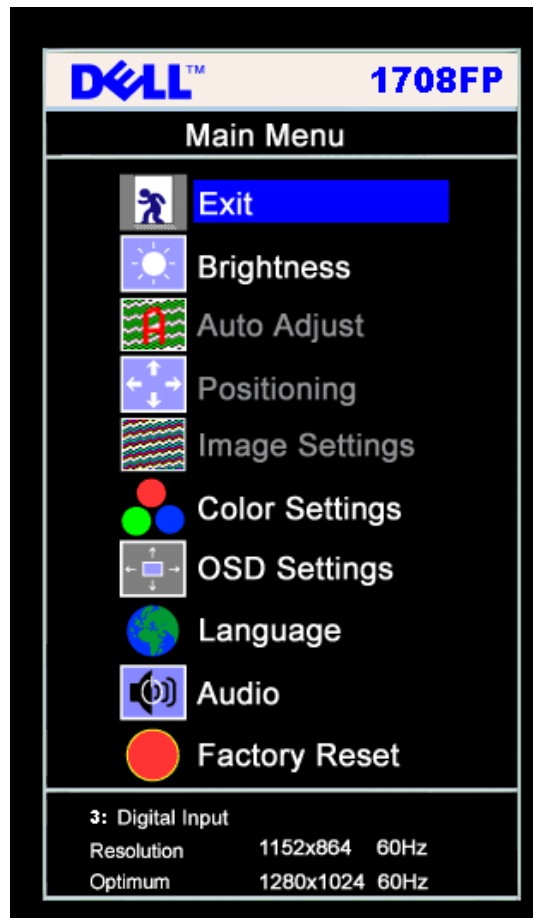 DELL™ 1708FP
Main Menu
Exit
Brightness
Auto Adjust
Positioning
Image Settings
Color Settings
OSD Settings
Language
Audio
Factory Reset
3: Digital Input
Resolution 1152x864 60Hz
Optimum 1280x1024 60Hz